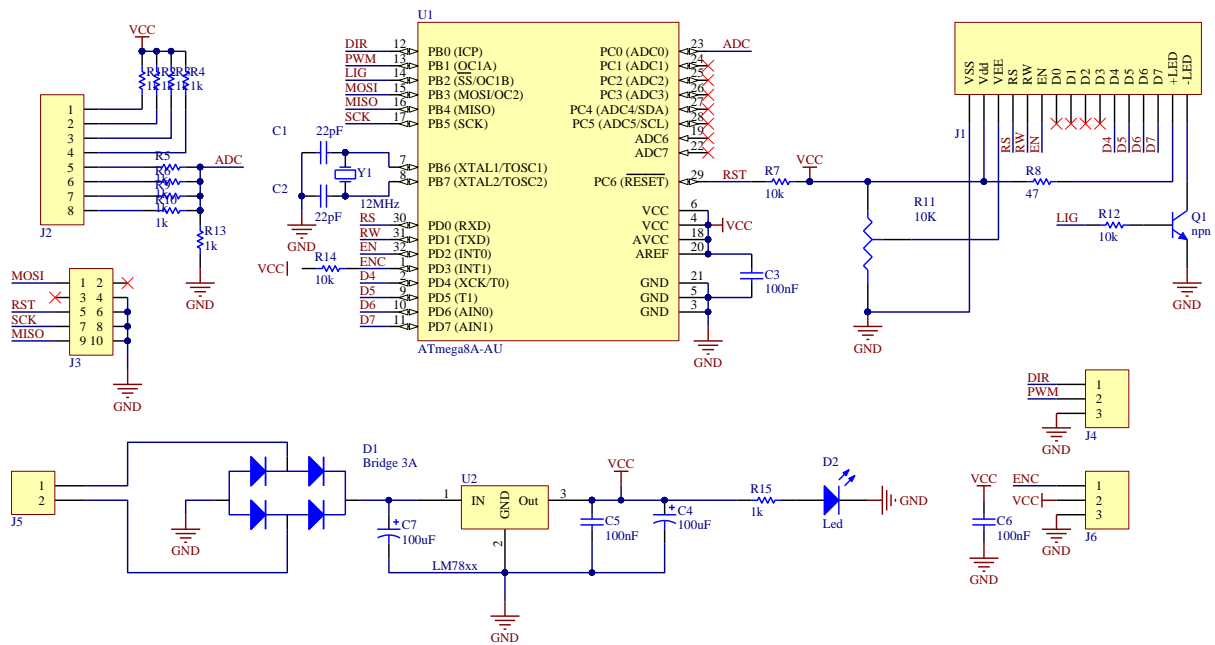 VCC
R1 R2 R3 R4
1k 1k 1k 1k
1
2
3
4
5
6
7
8
J2
R5
ADC
R6
1k
R9
1k
R10
1k
R13
1k
GND
MOSI 1 2
3 4
RST 5 6
SCK 7 8
MISO 9 10
J3
GND
U1
DIR 12 PB0 (ICP)
PWM 13 PB1 (OC1A)
LIG 14 PB2 (SS/OC1B)
MOSI 15 PB3 (MOSI/OC2)
MISO 16 PB4 (MISO)
SCK 17 PB5 (SCK)
7 PB6 (XTAL1/TOSC1)
8 PB7 (XTAL2/TOSC2)
RS 30 PD0 (RXD)
RW 31 PD1 (TXD)
EN 32 PD2 (INT0)
ENC 1 PD3 (INT1)
D4 2 PD4 (XCK/T0)
D5 9 PD5 (T1)
D6 10 PD6 (AIN0)
D7 11 PD7 (AIN1)
PC0 (ADC0) 23 ADC
PC1 (ADC1) 24
PC2 (ADC2) 25
PC3 (ADC3) 26
PC4 (ADC4/SDA) 27
PC5 (ADC5/SCL) 28
ADC6 19
ADC7 22
PC6 (RESET) 29 RST
VCC 6
VCC 4 VCC
AVCC 18
AREF 20
GND 21
GND 5
GND 3
ATmega8A-AU
C1 22pF
Y1
C2
22pF
12MHz
GND
VCC
R14
10k
C3
100nF
GND
R7
10k
VCC
R11
10K
GND
VSS
Vdd
VEE
RS
RW
EN
D0
D1
D2
D3
D4
D5
D6
D7
+LED
-LED
J1
RS
RW
EN
D4
D5
D6
D7
R8
47
LIG
R12
10k
Q1
npn
GND
DIR 1
PWM 2
3
GND
J4
1
2
J5
GND
D1
Bridge 3A
C7
100uF
U2
1 IN GND Out 3
2
LM78xx
GND
VCC
C5
100nF
C4
100uF
R15
1k
D2
Led
GND
VCC
C6
100nF
GND
ENC 1
VCC 2
3
GND
J6